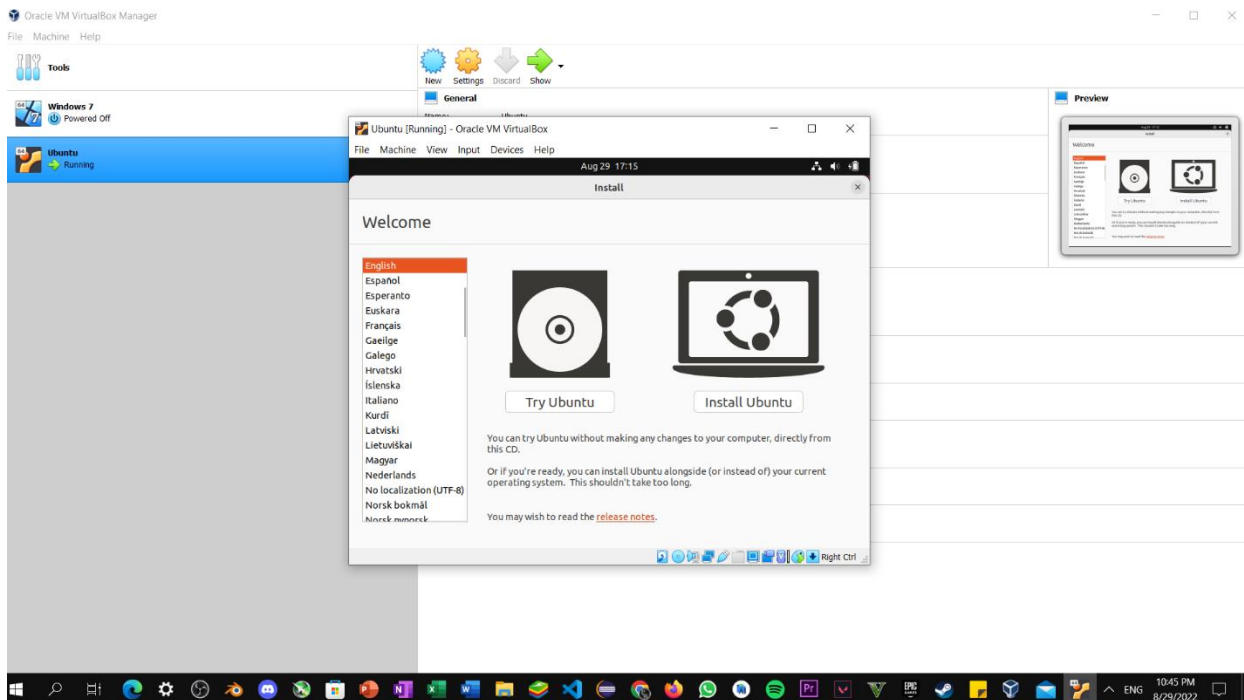 Oracle VM VirtualBox Manager
File Machine Help
Tools
New Settings Discard Show
Windows 7
Powered Off
Ubuntu
Running
General
Preview
Ubuntu [Running] - Oracle VM VirtualBox
File Machine View Input Devices Help
Aug 29 17:15
Install
Welcome
English
Español
Esperanto
Euskara
Français
Gaeilge
Galego
Hrvatski
Íslenska
Italiano
Kurdî
Latviski
Lietuviškai
Magyar
Nederlands
No localization (UTF-8)
Norsk bokmål
Norsk nynorsk
Try Ubuntu
Install Ubuntu
You can try Ubuntu without making any changes to your computer, directly from
this CD.
Or if you're ready, you can install Ubuntu alongside (or instead of) your current
operating system. This shouldn't take too long.
You may wish to read the release notes.
Right Ctrl
ENG
10:45 PM
8/29/2022